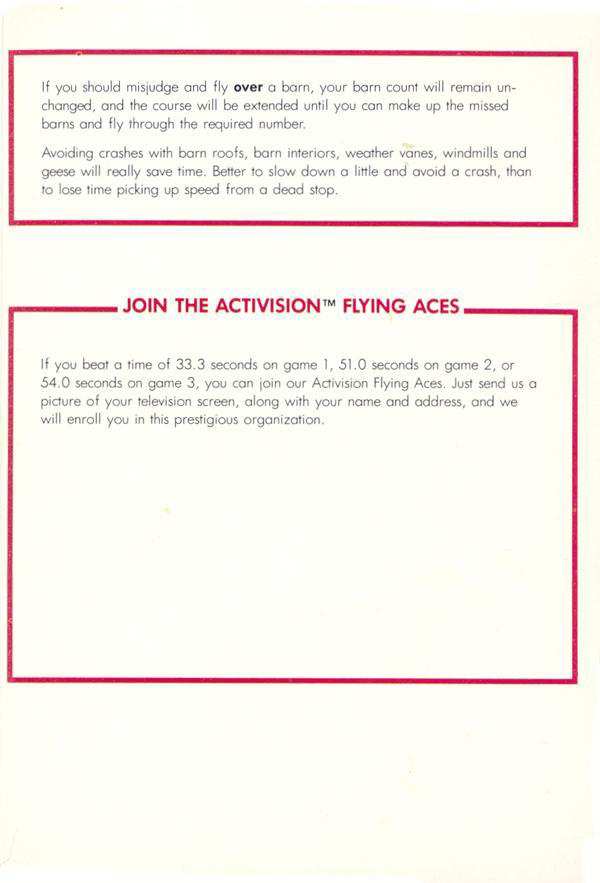 If you should misjudge and fly over a barn, your barn count will remain un-
changed, and the course will be extended until you can make up the missed
barns and fly through the required number.
Avoiding crashes with barn roofs, barn interiors, weather vanes, windmills and
geese will really save time. Better to slow down a little and avoid a crash, than
to lose time picking up speed from a dead stop.
JOIN THE ACTIVISION™ FLYING ACES
If you beat a time of 33.3 seconds on game 1, 51.0 seconds on game 2, or
54.0 seconds on game 3, you can join our Activision Flying Aces. Just send us a
picture of your television screen, along with your name and address, and we
will enroll you in this prestigious organization.